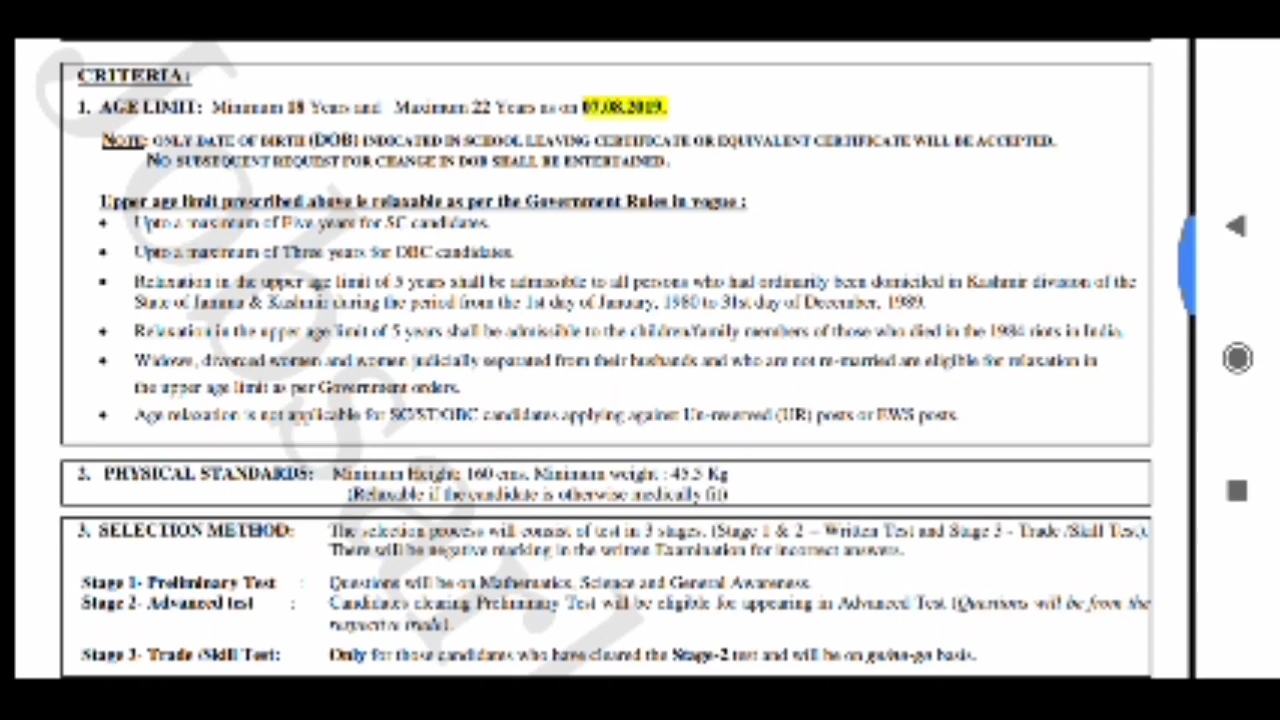 CRITERIA:
1. AGE LIMIT: Minimum 18 Years and Maximum 22 Years as on 07.08.2019.
NOTE: ONLY DATE OF BIRTH (DOB) INDICATED IN SCHOOL LEAVING CERTIFICATE OR EQUIVALENT CERTIFICATE WILL BE ACCEPTED.
NO SUBSEQUENT REQUEST FOR CHANGE IN DOB SHALL BE ENTERTAINED.
Upper age limit prescribed above is relaxable as per the Government Rules in vogue :
• Upto a maximum of Five years for SC candidates.
• Upto a maximum of Three years for OBC candidates.
• Relaxation in the upper age limit of 5 years shall be admissible to all persons who had ordinarily been domiciled in Kashmir division of the
State of Jammu & Kashmir during the period from the 1st day of January, 1980 to 31st day of December, 1989.
• Relaxation in the upper age limit of 5 years shall be admissible to the children/family members of those who died in the 1984 riots in India.
• Widows, divorced women and women judicially separated from their husbands and who are not re-married are eligible for relaxation in
the upper age limit as per Government orders.
• Age relaxation is not applicable for SC/ST/OBC candidates applying against Un-reserved (UR) posts or EWS posts.
2. PHYSICAL STANDARDS: Minimum Height: 160 cms, Minimum weight : 45.5 Kg
(Relaxable if the candidate is otherwise medically fit)
3. SELECTION METHOD: The selection process will consist of test in 3 stages. (Stage 1 & 2 – Written Test and Stage 3 - Trade /Skill Test).
There will be negative marking in the written Examination for incorrect answers.
Stage 1- Preliminary Test : Questions will be on Mathematics, Science and General Awareness.
Stage 2- Advanced test : Candidates clearing Preliminary Test will be eligible for appearing in Advanced Test (Questions will be from the
respective trade).
Stage 3- Trade /Skill Test: Only for those candidates who have cleared the Stage-2 test and will be on go/no-go basis.